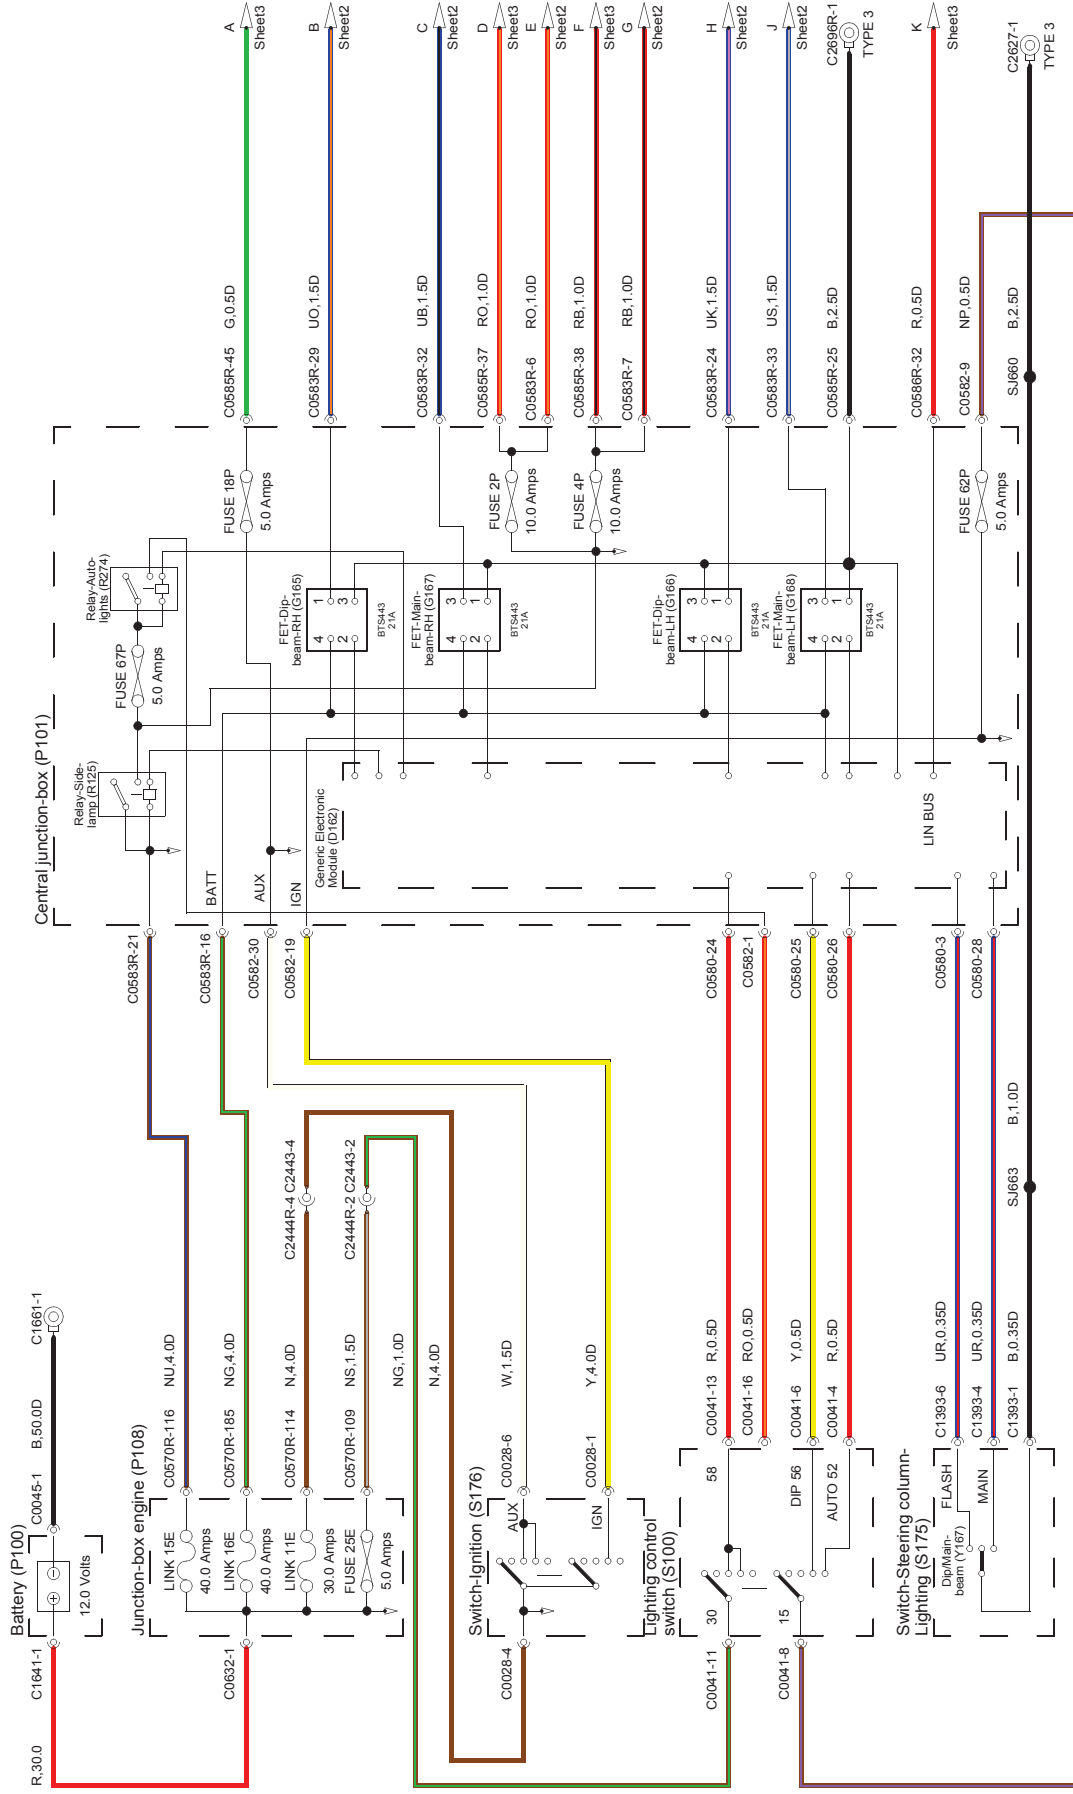 A
Sheet3
B
Sheet2
C
Sheet2
D
Sheet3
E
Sheet2
F
Sheet3
G
Sheet2
H
Sheet2
J
Sheet2
C2696R-1
TYPE 3
K
Sheet3
C2627-1
TYPE 3
G,0.5D
UO,1.5D
UB,1.5D
RO,1.0D
RO,1.0D
RB,1.0D
RB,1.0D
UK,1.5D
US,1.5D
B,2.5D
R,0.5D
NP,0.5D
B,2.5D
C0585R-45
C0583R-29
C0583R-32
C0585R-37
C0583R-6
C0585R-38
C0583R-7
C0583R-24
C0583R-33
C0585R-25
C0586R-32
C0582-9
SJ660
Central junction-box (P101)
FUSE 18P
5.0 Amps
FUSE 2P
10.0 Amps
FUSE 4P
10.0 Amps
FUSE 62P
5.0 Amps
Relay-Auto-
lights (R274)
FUSE 67P
5.0 Amps
Relay-Side-
lamp (R125)
FET-Dip-
beam-RH (G165)
1
3
4
2
BTS443
21A
FET-Main-
beam-RH (G167)
3
1
4
2
BTS443
21A
FET-Dip-
beam-LH (G166)
3
1
4
2
BTS443
21A
FET-Main-
beam-LH (G168)
3
1
4
2
BTS443
21A
Generic Electronic
Module (D162)
LIN BUS
BATT
AUX
IGN
C0583R-21
C0583R-16
C0582-30
C0582-19
C0580-24
C0582-1
C0580-25
C0580-26
C0580-3
C0580-28
B,1.0D
SJ663
C2444R-4 C2443-4
C2444R-2 C2443-2
C1661-1
B,50.0D
C0045-1
NU,4.0D
NG,4.0D
N,4.0D
NS,1.5D
NG,1.0D
N,4.0D
W,1.5D
Y,4.0D
R,0.5D
RO,0.5D
Y,0.5D
R,0.5D
UR,0.35D
UR,0.35D
B,0.35D
C0570R-116
C0570R-185
C0570R-114
C0570R-109
C0028-6
C0028-1
C0041-13
C0041-16
C0041-6
C0041-4
C1393-6
C1393-4
C1393-1
Battery (P100)
12.0 Volts
Junction-box engine (P108)
LINK 15E
40.0 Amps
LINK 16E
40.0 Amps
LINK 11E
30.0 Amps
FUSE 25E
5.0 Amps
Switch-Ignition (S176)
AUX
IGN
Lighting control
switch (S100)
58
DIP 56
AUTO 52
30
15
Switch-Steering column-
Lighting (S175)
FLASH
MAIN
Dip/Main-
beam (Y167)
C1641-1
C0632-1
C0028-4
C0041-11
C0041-8
R,30.0